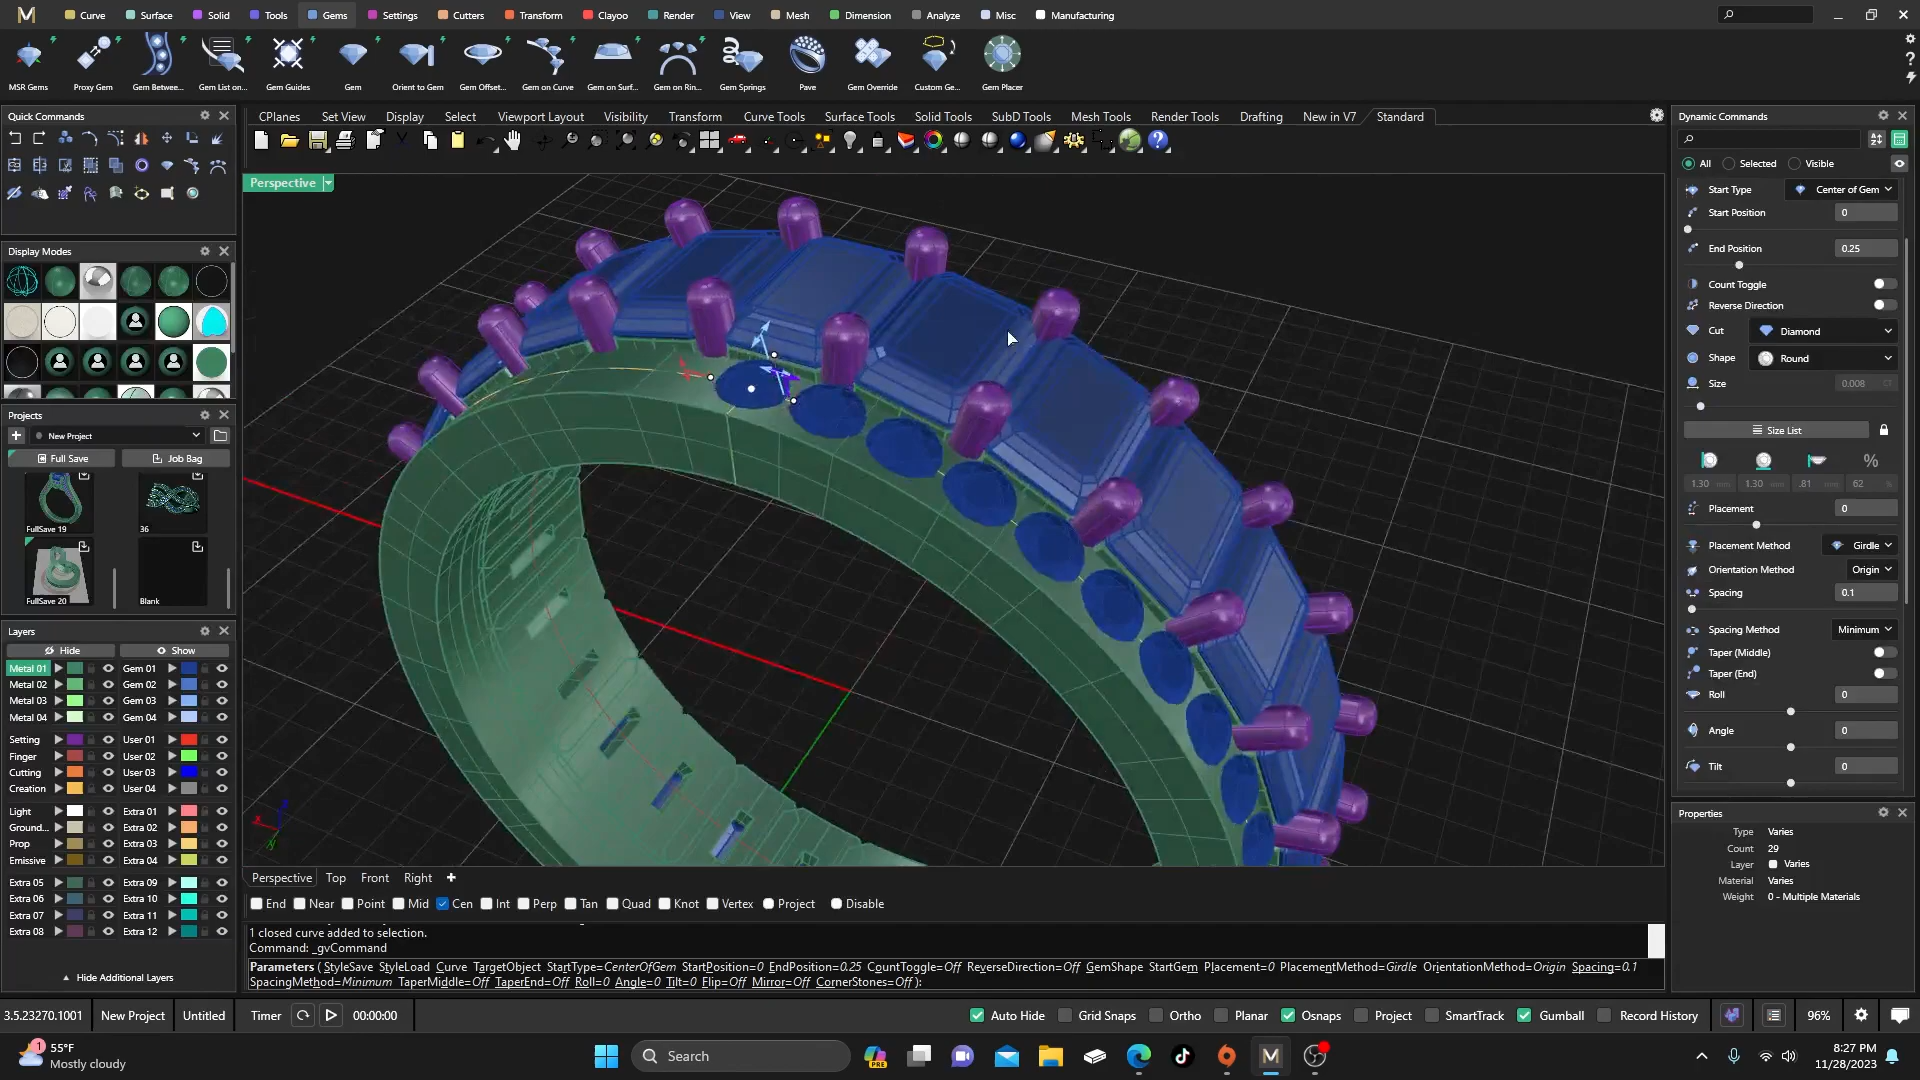 Curve Surface Solid Tools Gems Settings Cutters Transform Clayoo Render View Mesh Dimension Analyze Misc Manufacturing
MSR Gems Proxy Gem Gem Betwee... Gem List on... Gem Guides Gem Orient to Gem Gem Offset... Gem on Curve Gem on Surf... Gem on Rin... Gem Springs Pave Gem Override Custom Ge... Gem Placer
Quick Commands
CPlanes Set View Display Select Viewport Layout Visibility Transform Curve Tools Surface Tools Solid Tools SubD Tools Mesh Tools Render Tools Drafting New in V7 Standard
Perspective
Display Modes
Projects
New Project
Full Save Job Bag
FullSave 19 36
FullSave 20 Blank
Layers
Hide Show
Metal 01 Gem 01
Metal 02 Gem 02
Metal 03 Gem 03
Metal 04 Gem 04
Setting User 01
Finger User 02
Cutting User 03
Creation User 04
Light Extra 01
Ground... Extra 02
Prop Extra 03
Emissive Extra 04
Extra 05 Extra 09
Extra 06 Extra 10
Extra 07 Extra 11
Extra 08 Extra 12
Hide Additional Layers
x
y
z
Perspective Top Front Right
End Near Point Mid Cen Int Perp Tan Quad Knot Vertex Project Disable
1 closed curve added to selection.
Command: _gvCommand
Parameters ( StyleSave StyleLoad Curve TargetObject StartType=CenterOfGem StartPosition=0 EndPosition=0.25 CountToggle=Off ReverseDirection=Off GemShape StartGem Placement=0 PlacementMethod=Girdle OrientationMethod=Origin Spacing=0.1
SpacingMethod=Minimum TaperMiddle=Off TaperEnd=Off Roll=0 Angle=0 Tilt=0 Flip=Off Mirror=Off CornerStones=Off ):
Dynamic Commands
All Selected Visible
Start Type Center of Gem
Start Position 0
End Position 0.25
Count Toggle
Reverse Direction
Cut Diamond
Shape Round
Size 0.008 CT
Size List
%
1.30 mm 1.30 mm .81 mm 62 %
Placement 0
Placement Method Girdle
Orientation Method Origin
Spacing 0.1
Spacing Method Minimum
Taper (Middle)
Taper (End)
Roll 0
Angle 0
Tilt 0
Properties
Type Varies
Count 29
Layer Varies
Material Varies
Weight 0 - Multiple Materials
3.5.23270.1001 New Project Untitled Timer 00:00:00 Auto Hide Grid Snaps Ortho Planar Osnaps Project SmartTrack Gumball Record History 96%
1 55°F
Mostly cloudy
Search
PRE
8:27 PM
11/28/2023